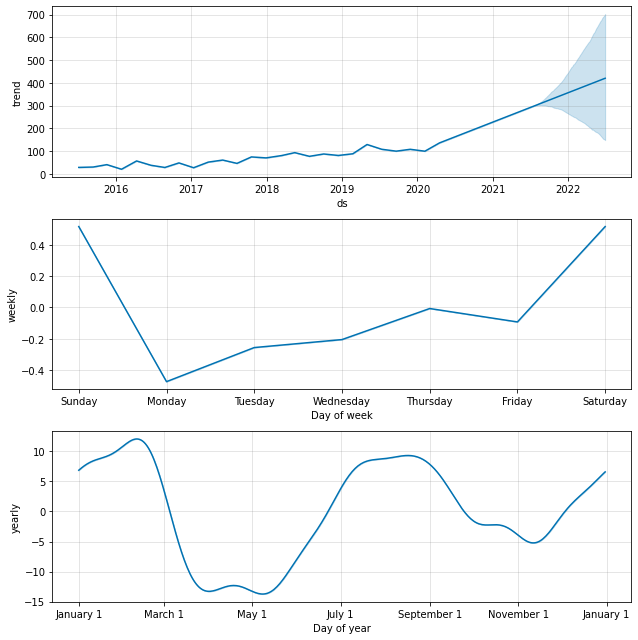 700
600
500
400
300
200
100
0
trend
2016 2017 2018 2019 2020 2021 2022
ds
0.4
0.2
0.0
−0.2
−0.4
weekly
Sunday Monday Tuesday Wednesday Thursday Friday Saturday
Day of week
10
5
0
−5
−10
−15
yearly
January 1 March 1 May 1 July 1 September 1 November 1 January 1
Day of year